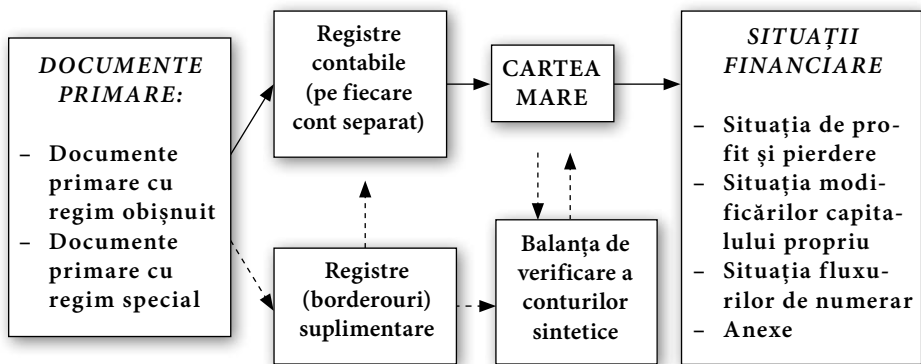 DOCUMENTE
PRIMARE:
– Documente
primare cu
regim obișnuit
– Documente
primare cu
regim special
Registre
contabile
(pe fiecare
cont separat)
Registre
(borderouri)
suplimentare
CARTEA
MARE
Balanța de
verificare a
conturilor
sintetice
SITUAȚII
FINANCIARE
– Situația de pro-
fit și pierdere
– Situația modi-
ficărilor capita-
lului propriu
– Situația fluxu-
rilor de numerar
– Anexe